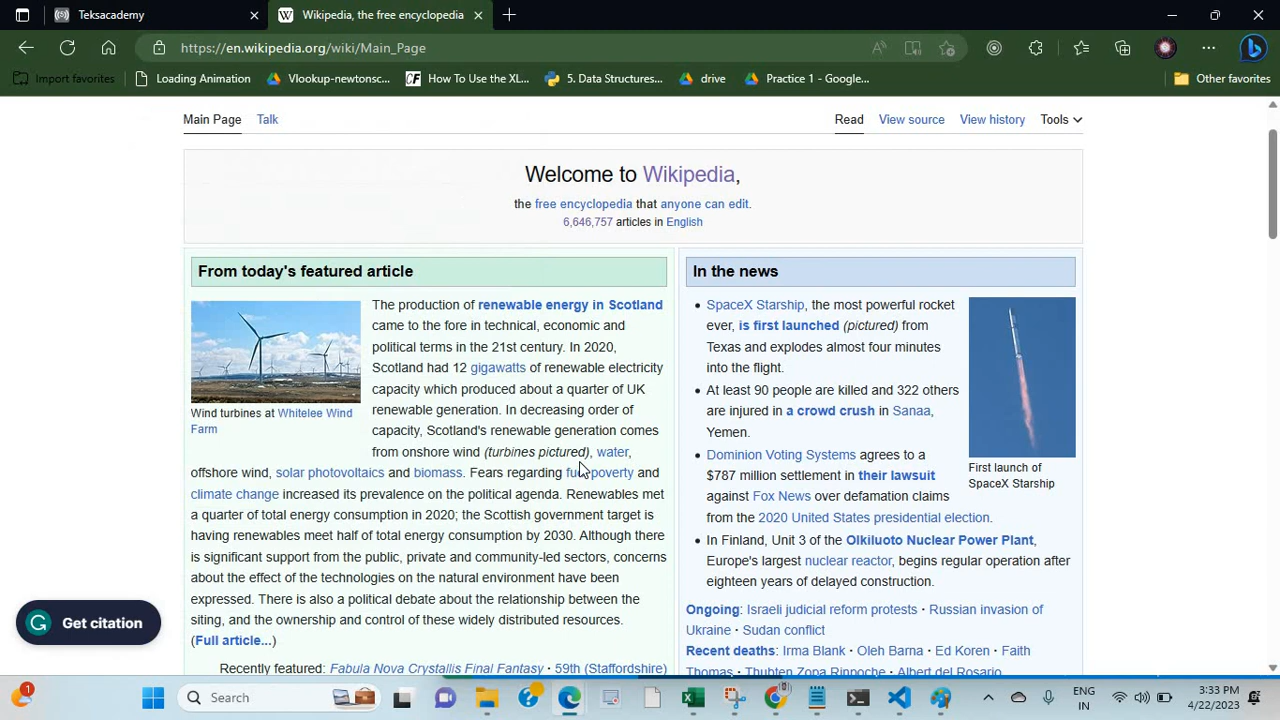 Teksacademy
Wikipedia, the free encyclopedia
https://en.wikipedia.org/wiki/Main_Page
Import favorites
Loading Animation
Vlookup-newtonsc...
CF How To Use the XL...
5. Data Structures...
drive
Practice 1 - Google...
Other favorites
Main Page Talk
Read View source View history Tools
Welcome to Wikipedia,
the free encyclopedia that anyone can edit.
6,646,757 articles in English
From today's featured article
Wind turbines at Whitelee Wind
Farm
The production of renewable energy in Scotland
came to the fore in technical, economic and
political terms in the 21st century. In 2020,
Scotland had 12 gigawatts of renewable electricity
capacity which produced about a quarter of UK
renewable generation. In decreasing order of
capacity, Scotland's renewable generation comes
from onshore wind (turbines pictured), water,
offshore wind, solar photovoltaics and biomass. Fears regarding fuel poverty and
climate change increased its prevalence on the political agenda. Renewables met
a quarter of total energy consumption in 2020; the Scottish government target is
having renewables meet half of total energy consumption by 2030. Although there
is significant support from the public, private and community-led sectors, concerns
about the effect of the technologies on the natural environment have been
expressed. There is also a political debate about the relationship between the
siting, and the ownership and control of these widely distributed resources.
(Full article...)
Recently featured: Fabula Nova Crystallis Final Fantasy · 59th (Staffordshire)
In the news
• SpaceX Starship, the most powerful rocket
ever, is first launched (pictured) from
Texas and explodes almost four minutes
into the flight.
• At least 90 people are killed and 322 others
are injured in a crowd crush in Sanaa,
Yemen.
• Dominion Voting Systems agrees to a
$787 million settlement in their lawsuit
against Fox News over defamation claims
from the 2020 United States presidential election.
• In Finland, Unit 3 of the Olkiluoto Nuclear Power Plant,
Europe's largest nuclear reactor, begins regular operation after
eighteen years of delayed construction.
First launch of
SpaceX Starship
Ongoing: Israeli judicial reform protests · Russian invasion of
Ukraine · Sudan conflict
Recent deaths: Irma Blank · Oleh Barna · Ed Koren · Faith
Thomas · Thubten Zopa Rinpoche · Albert del Rosario
Get citation
1
Search
ENG
IN
3:33 PM
4/22/2023